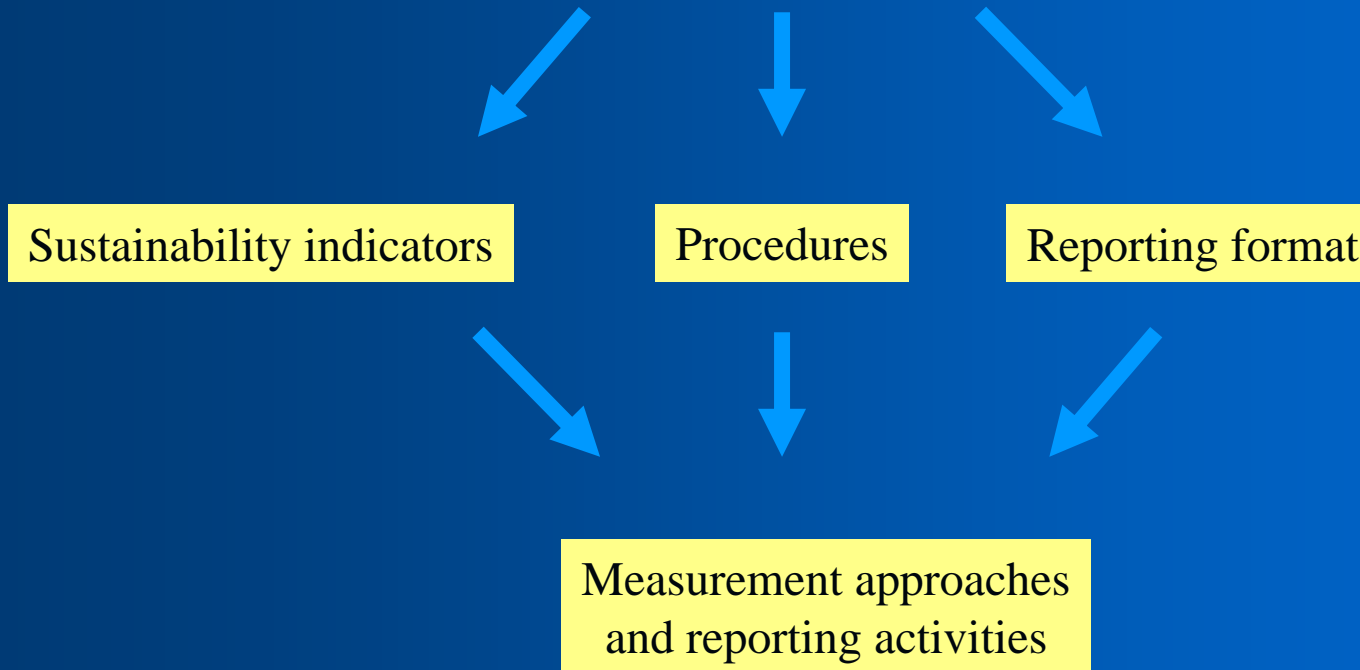 Sustainability indicators
Procedures
Reporting format
Measurement approaches
and reporting activities